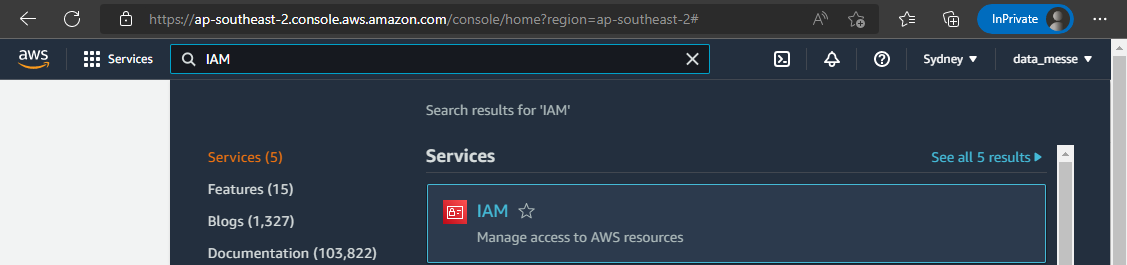 https://ap-southeast-2.console.aws.amazon.com/console/home?region=ap-southeast-2#
InPrivate
aws
Services
IAM
Sydney
data_messe
Search results for 'IAM'
Services (5)
Services
See all 5 results
Features (15)
IAM
Blogs (1,327)
Manage access to AWS resources
Documentation (103,822)